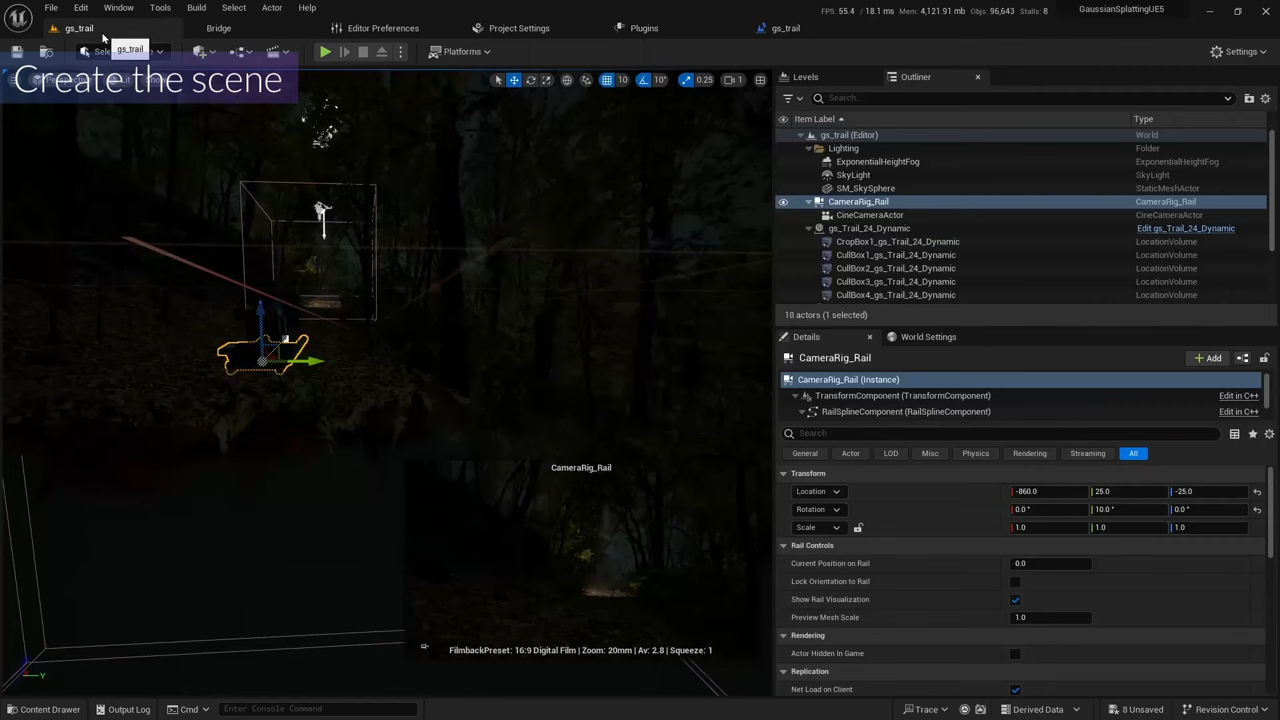 File Edit Window Tools Build Select Actor Help
FPS: 55.4 / 18.1 ms Mem: 4,121.91 mb Objs: 96,643 Stalls: 8
GaussianSplattingUE5
gs_trail Bridge Editor Preferences Project Settings Plugins gs_trail
gs_trail
Platforms
Settings
Create the scene
10 10° 0.25 1
Levels Outliner
Search...
Item Label Type
gs_trail (Editor) World
Lighting Folder
ExponentialHeightFog ExponentialHeightFog
SkyLight SkyLight
SM_SkySphere StaticMeshActor
CameraRig_Rail CameraRig_Rail
CineCameraActor CineCameraActor
gs_Trail_24_Dynamic Edit gs_Trail_24_Dynamic
CropBox1_gs_Trail_24_Dynamic LocationVolume
CullBox1_gs_Trail_24_Dynamic LocationVolume
CullBox2_gs_Trail_24_Dynamic LocationVolume
CullBox3_gs_Trail_24_Dynamic LocationVolume
CullBox4_gs_Trail_24_Dynamic LocationVolume
18 actors (1 selected)
Details World Settings
CameraRig_Rail Add
CameraRig_Rail (Instance)
TransformComponent (TransformComponent) Edit in C++
RailSplineComponent (RailSplineComponent) Edit in C++
Search
General Actor LOD Misc Physics Rendering Streaming All
Transform
Location -860.0 25.0 -25.0
Rotation 0.0 ° 10.0 ° 0.0 °
Scale 1.0 1.0 1.0
Rail Controls
Current Position on Rail 0.0
Lock Orientation to Rail
Show Rail Visualization
Preview Mesh Scale 1.0
Rendering
Actor Hidden In Game
Replication
Net Load on Client
CameraRig_Rail
FilmbackPreset: 16:9 Digital Film | Zoom: 20mm | Av: 2.8 | Squeeze: 1
Y
Content Drawer Output Log Cmd Enter Console Command Trace Derived Data 8 Unsaved Revision Control